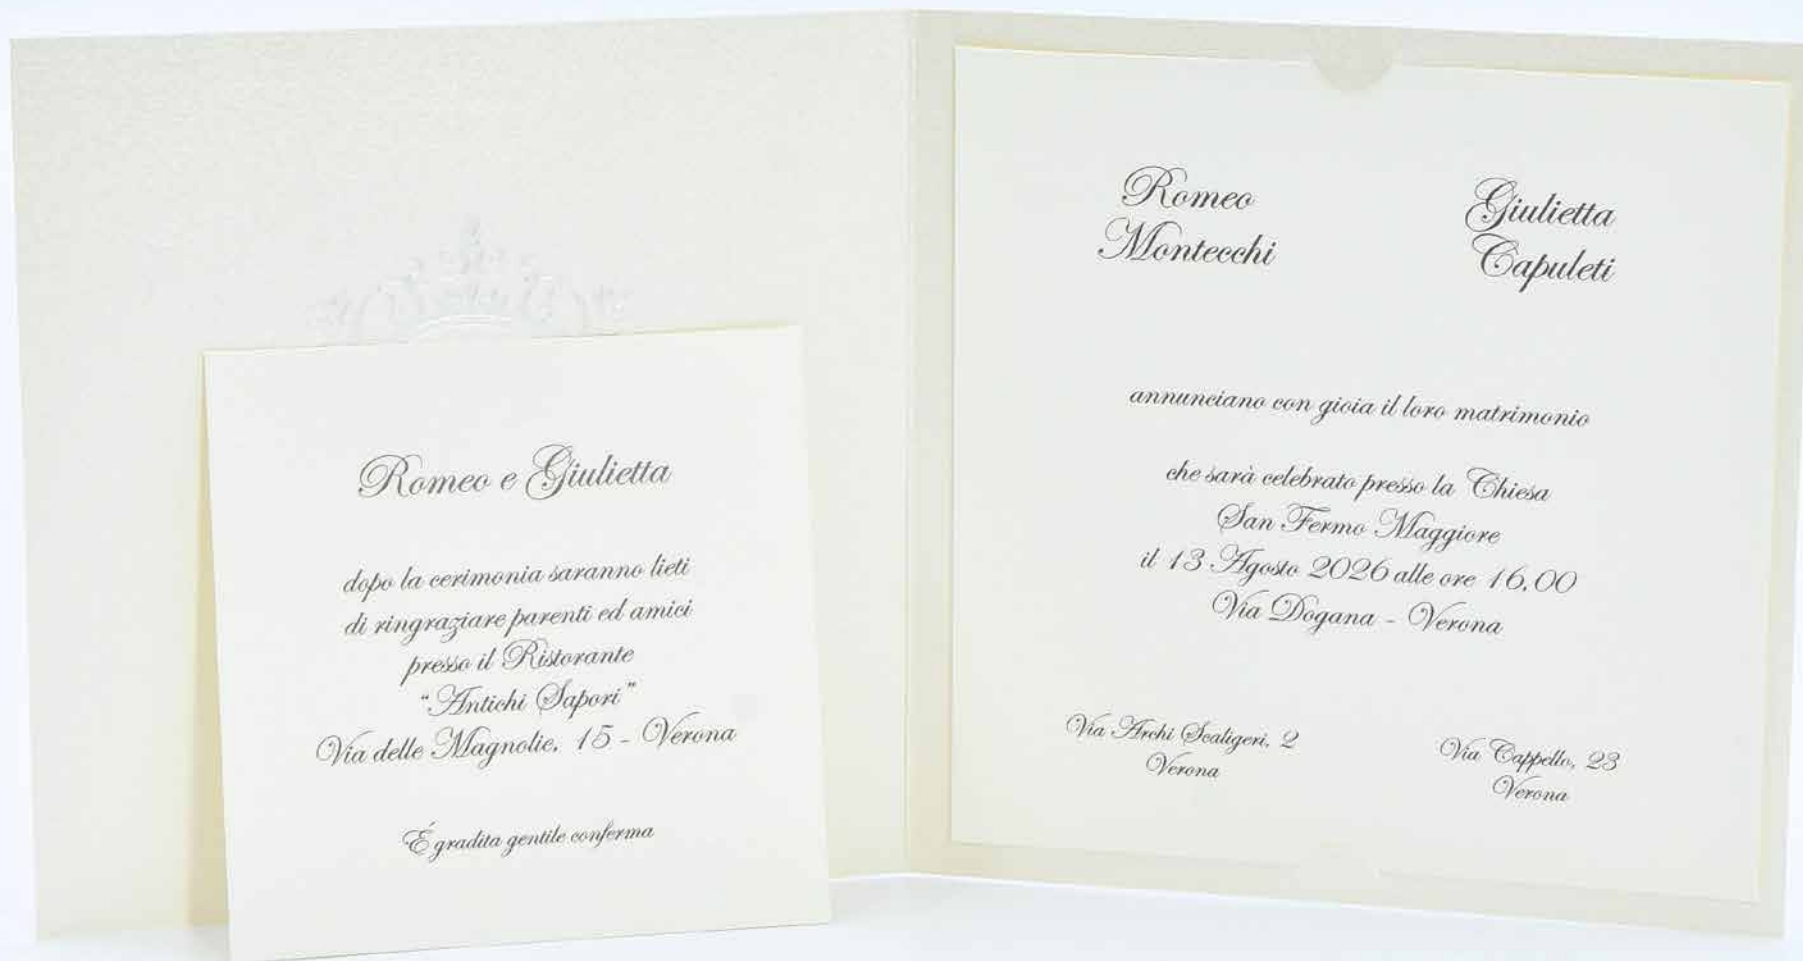 Romeo e Giulietta
dopo la cerimonia saranno lieti
di ringraziare parenti ed amici
presso il Ristorante
“Antichi Sapori”
Via delle Magnolie, 15 - Verona
É gradita gentile conferma
Romeo
Montecchi
Giulietta
Capuleti
annunciano con gioia il loro matrimonio
che sarà celebrato presso la Chiesa
San Fermo Maggiore
il 13 Agosto 2026 alle ore 16,00
Via Dogana - Verona
Via Archi Scaligeri, 2
Verona
Via Cappello, 23
Verona